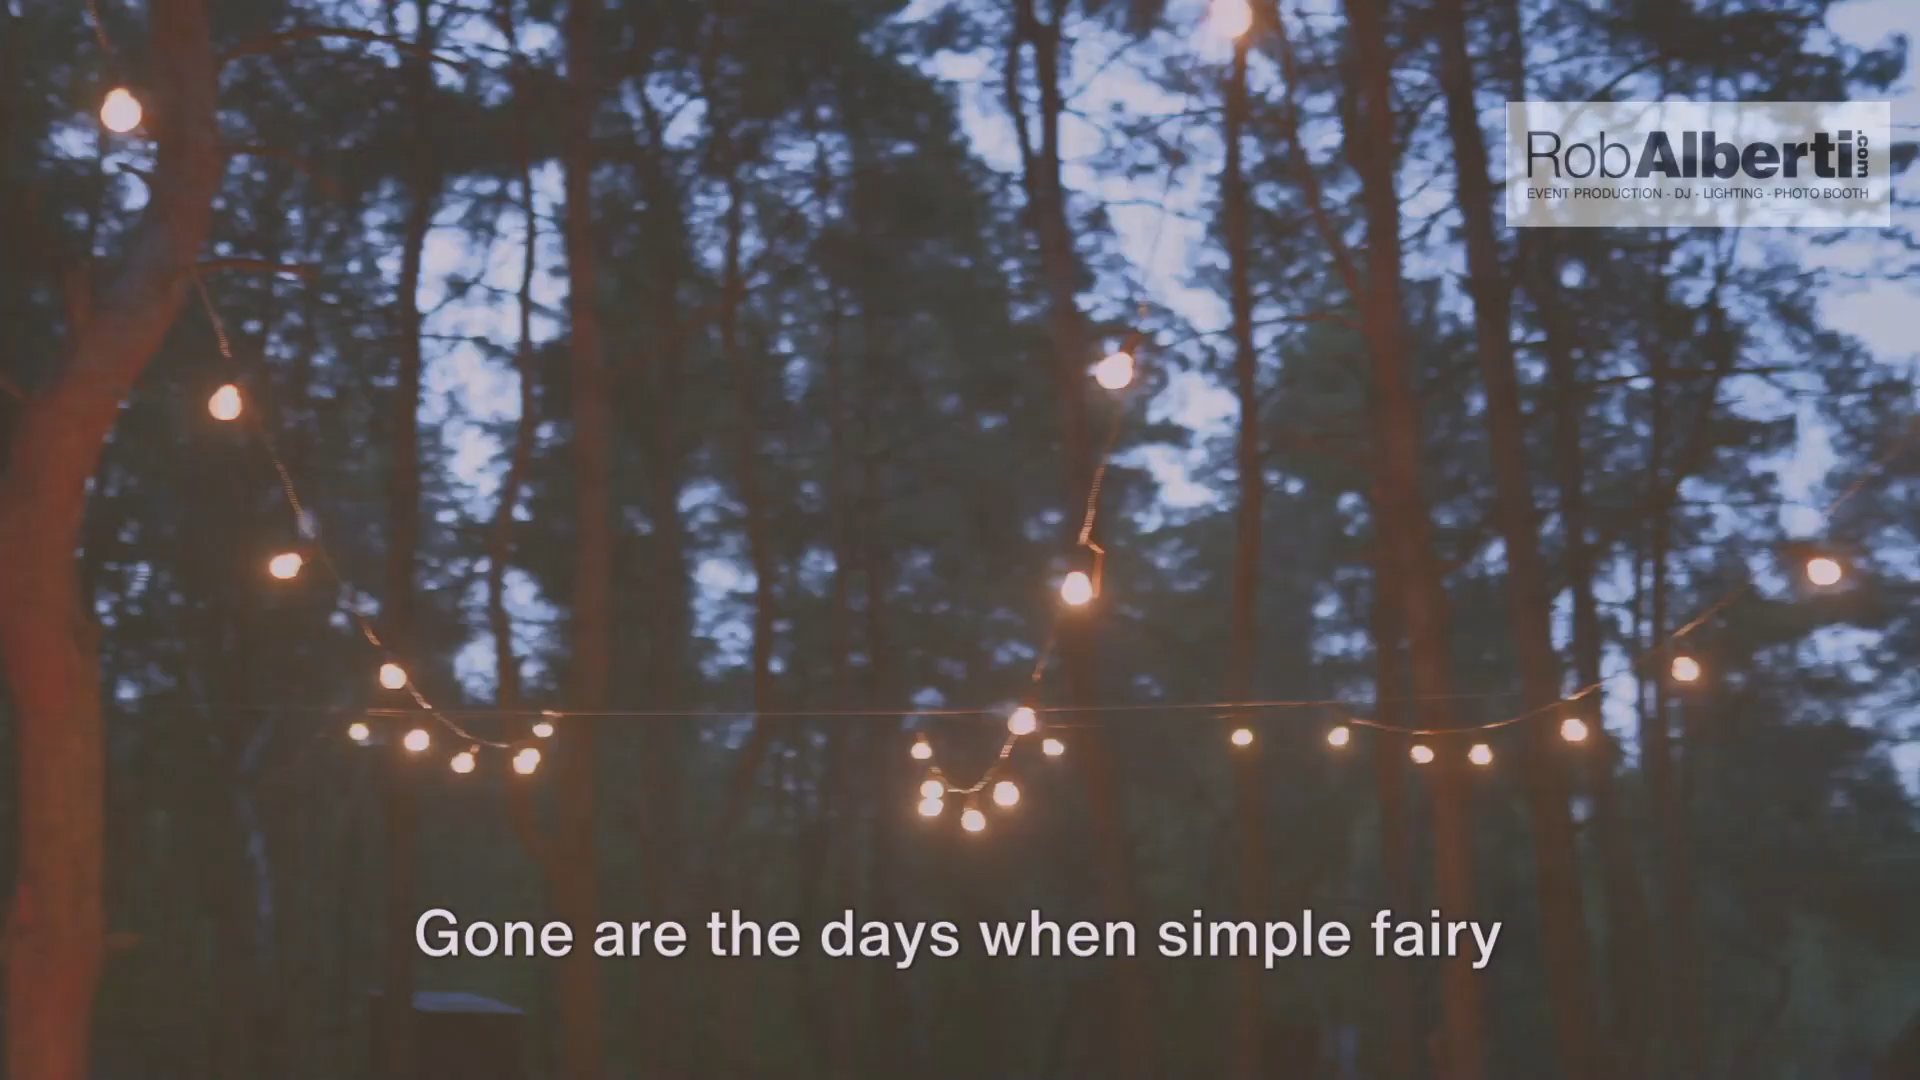 RobAlberti.com
EVENT PRODUCTION - DJ - LIGHTING - PHOTO BOOTH
Gone are the days when simple fairy